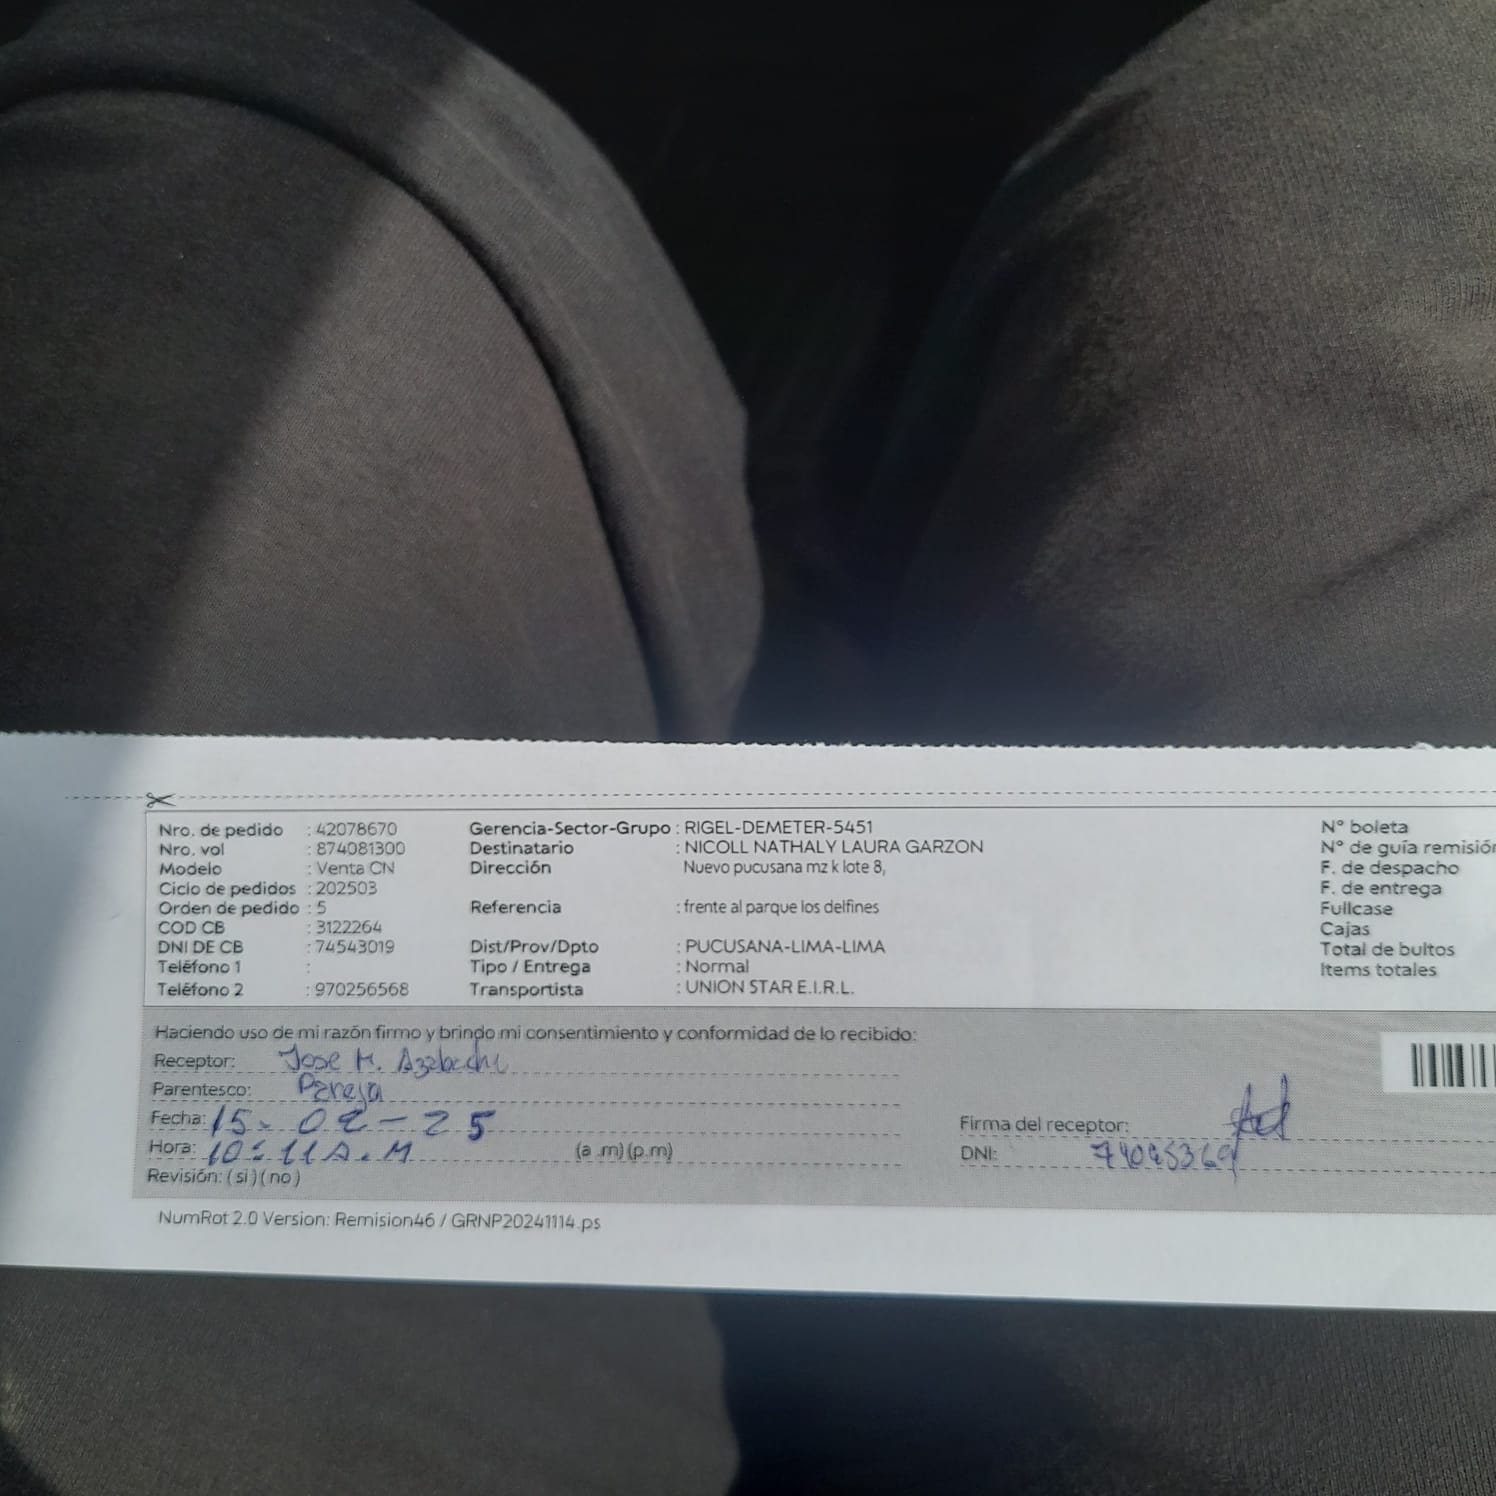 Nro. de pedido : 42078670 Gerencia-Sector-Grupo : RIGEL-DEMETER-5451 N° boleta
Nro. vol : 874081300 Destinatario : NICOLL NATHALY LAURA GARZON N° de guía remisión
Modelo : Venta CN Dirección Nuevo pucusana mz k lote 8, F. de despacho
Ciclo de pedidos : 202503 F. de entrega
Orden de pedido : 5 Referencia : frente al parque los delfines Fullcase
COD CB : 3122264 Cajas
DNI DE CB : 74543019 Dist/Prov/Dpto : PUCUSANA-LIMA-LIMA Total de bultos
Teléfono 1 : Tipo / Entrega : Normal Items totales
Teléfono 2 : 970256568 Transportista : UNION STAR E.I.R.L.
Haciendo uso de mi razón firmo y brindo mi consentimiento y conformidad de lo recibido:
Receptor: Jose M.
Parentesco: Pareja
Fecha: 15-02-25 Firma del receptor:
Hora: 10:11 A.M (a .m) (p.m) DNI:
Revisión: ( si ) ( no )
NumRot 2.0 Version: Remision46 / GRNP20241114.ps